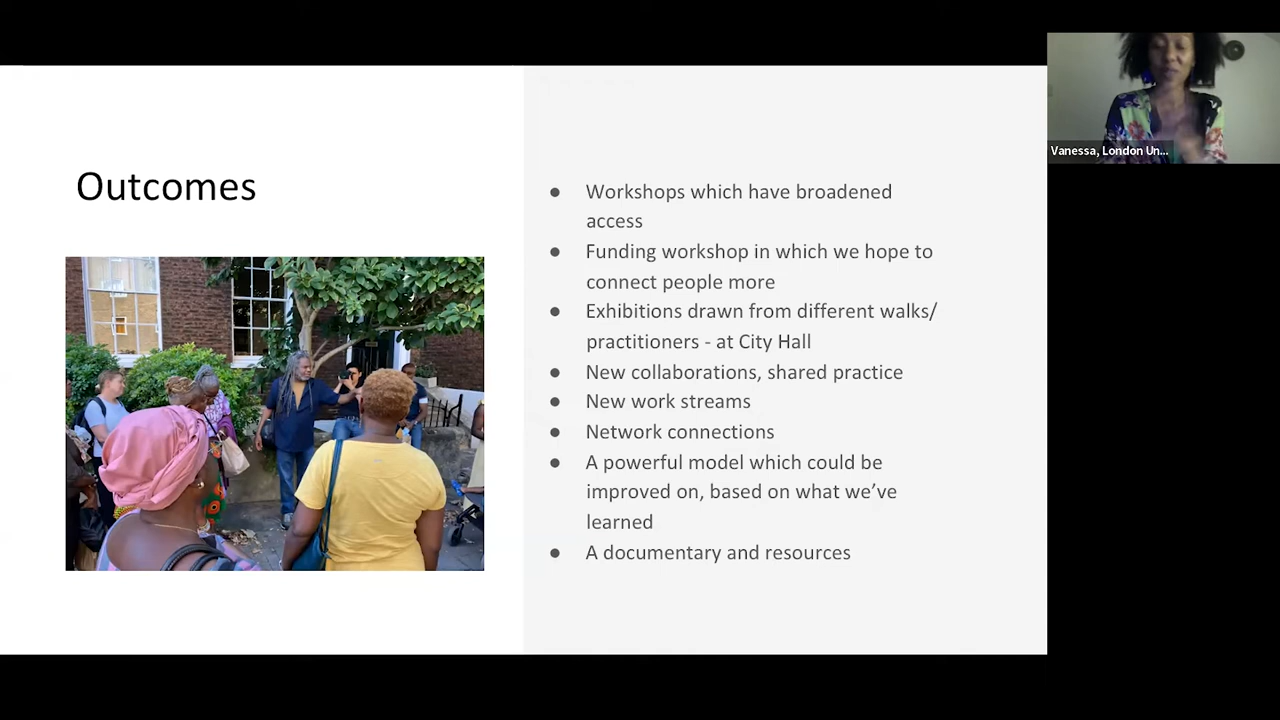 Vanessa, London Un...
Outcomes
● Workshops which have broadened
access
● Funding workshop in which we hope to
connect people more
● Exhibitions drawn from different walks/
practitioners - at City Hall
● New collaborations, shared practice
● New work streams
● Network connections
● A powerful model which could be
improved on, based on what we’ve
learned
● A documentary and resources